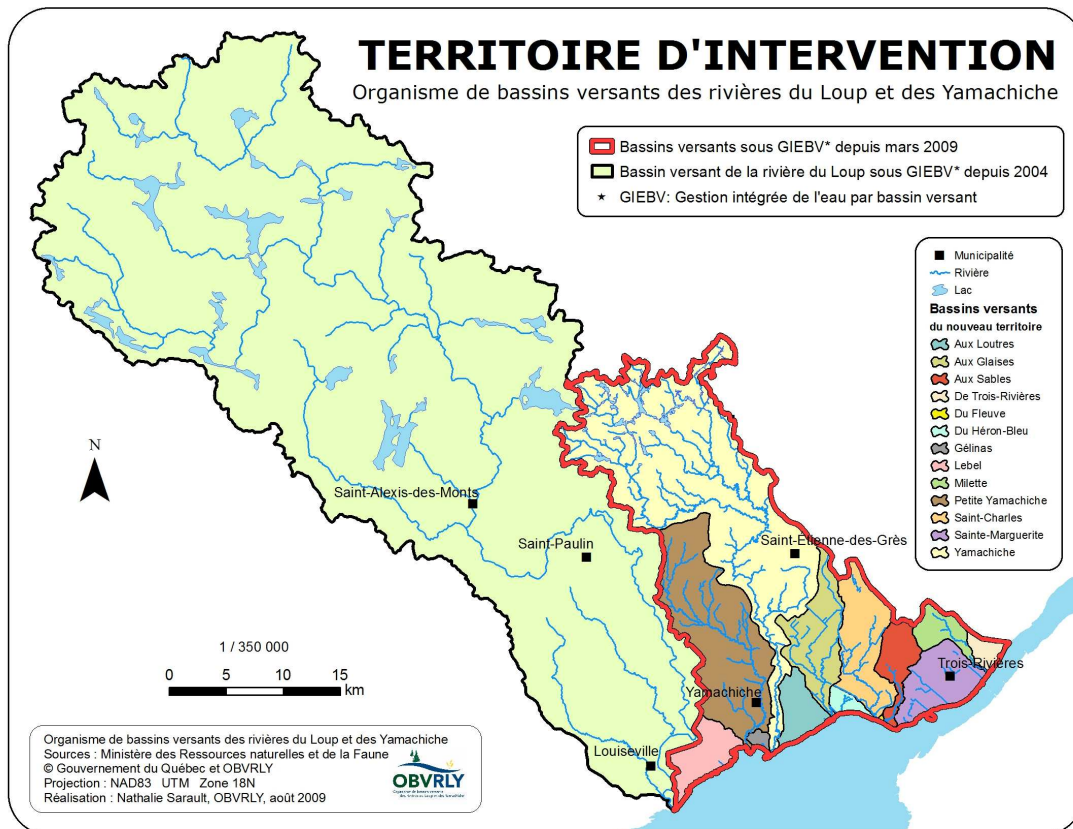 TERRITOIRE D'INTERVENTION
Organisme de bassins versants des rivières du Loup et des Yamachiche
Bassins versants sous GIEBV* depuis mars 2009
Bassin versant de la rivière du Loup sous GIEBV* depuis 2004
★ GIEBV: Gestion intégrée de l'eau par bassin versant
Municipalité
Rivière
Lac
Bassins versants
du nouveau territoire
Aux Loutres
Aux Glaises
Aux Sables
De Trois-Rivières
Du Fleuve
Du Héron-Bleu
Gélinas
Lebel
Milette
Petite Yamachiche
Saint-Charles
Sainte-Marguerite
Yamachiche
N
Saint-Alexis-des-Monts
Saint-Paulin
Saint-Etienne-des-Grès
Trois-Rivières
Yamachiche
Louiseville
1 / 350 000
0 5 10 15
km
Organisme de bassins versants des rivières du Loup et des Yamachiche
Sources : Ministère des Ressources naturelles et de la Faune
© Gouvernement du Québec et OBVRLY
Projection : NAD83 UTM Zone 18N
Réalisation : Nathalie Sarault, OBVRLY, août 2009
OBVRLY